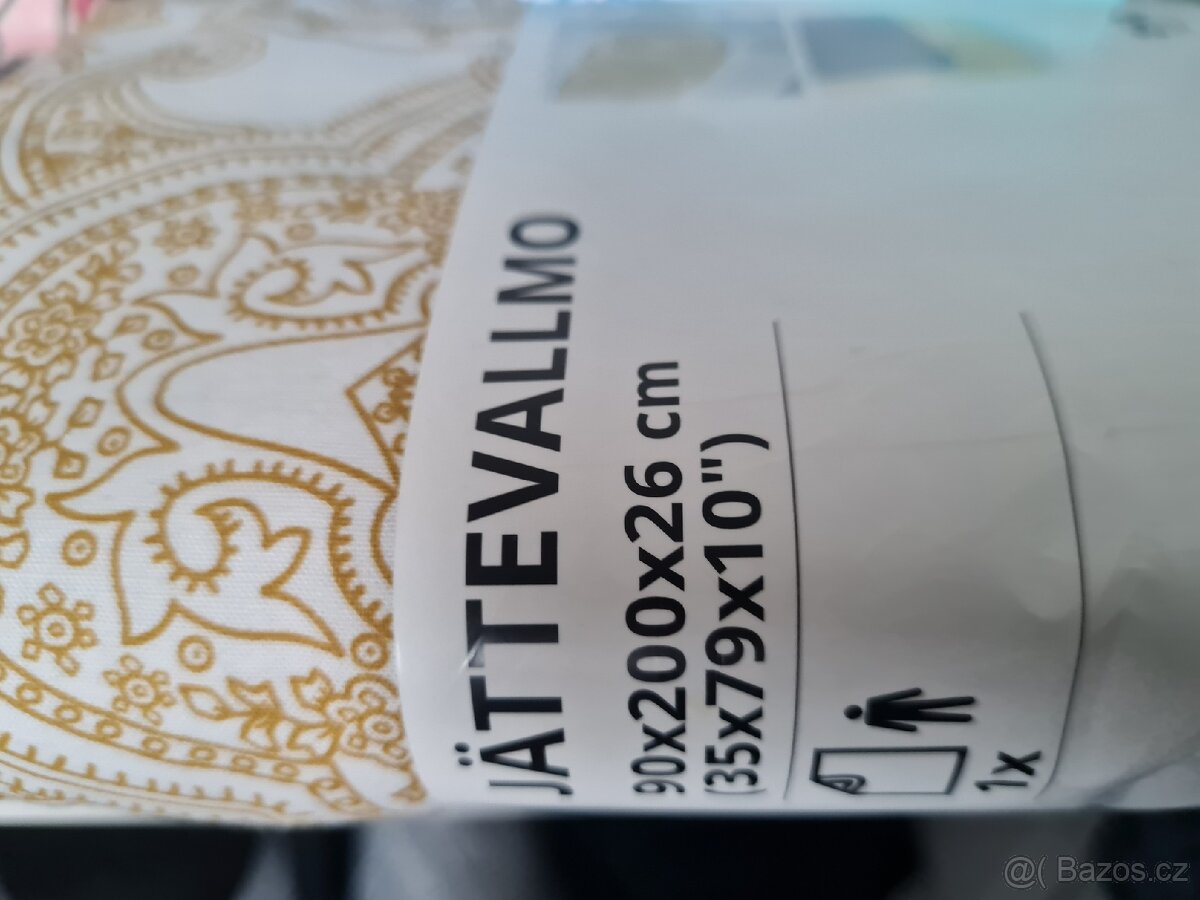 JÄTTEVALLMO
90x200x26 cm
(35x79x10")
1x
@( Bazos.cz